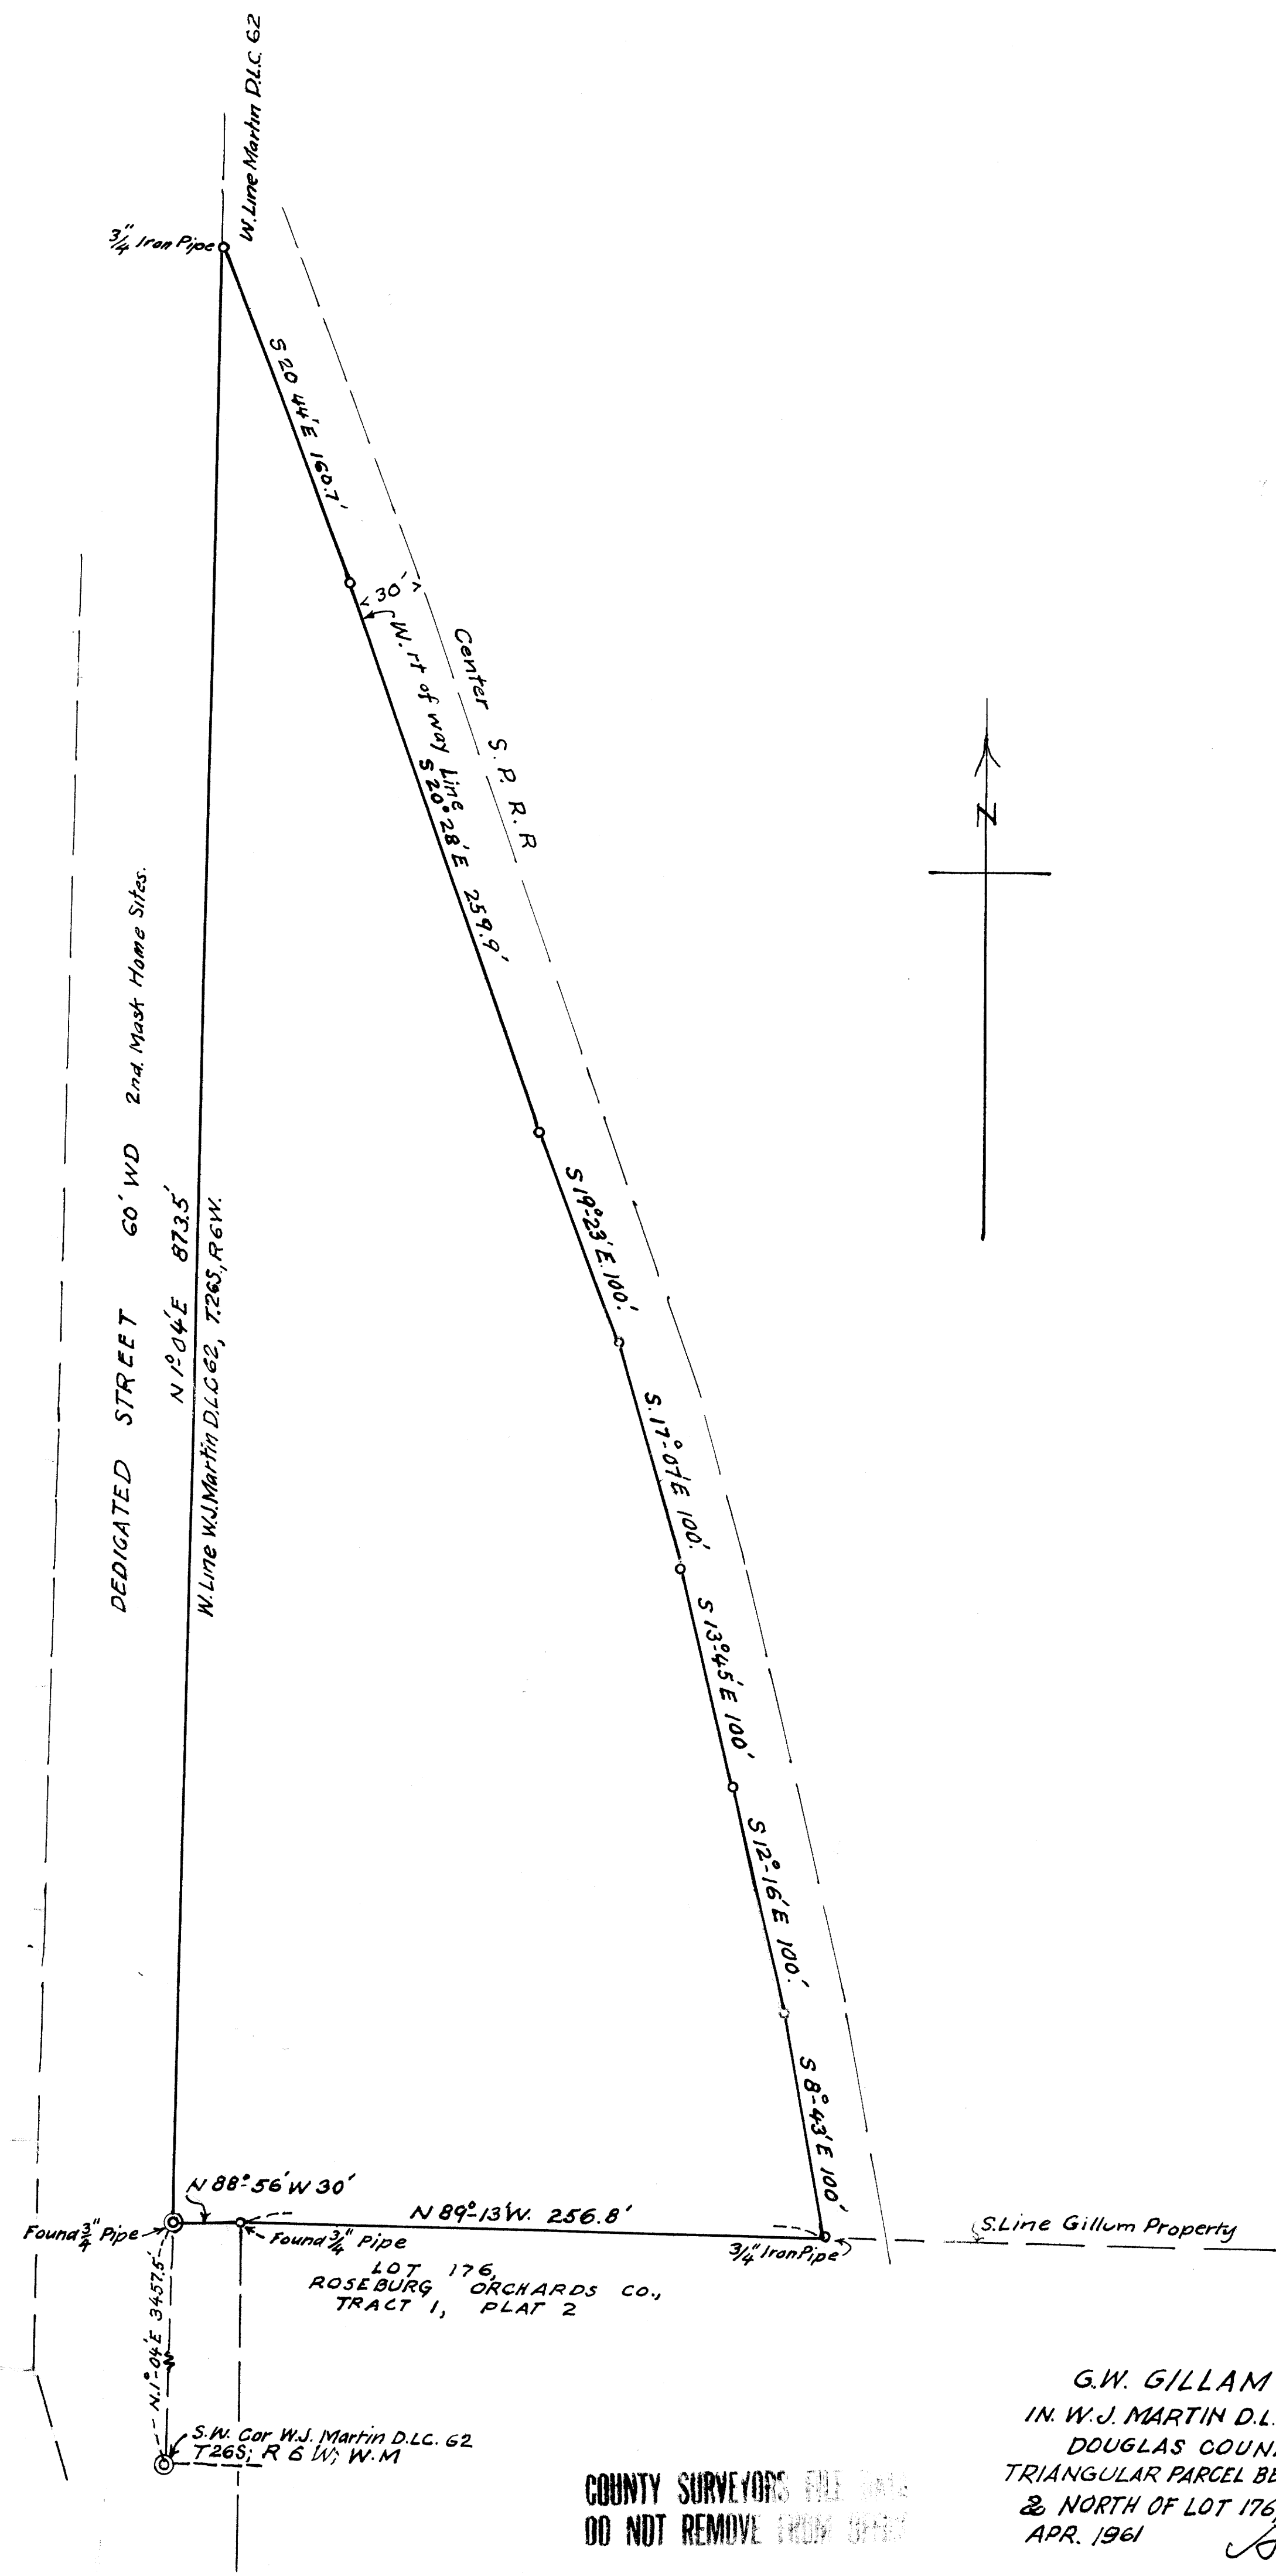 W. Line Martin D.L.C. 62
3/4" Iron Pipe
S 20 44' E 160.7'
30'
W. rt of way Line
Center S. P. R. R
S 20° 28' E 259.9'
DEDICATED STREET 60' WD 2nd. Mask Home Sites.
N 1°-04' E 873.5'
W. Line W.J. Martin D.L.C 62, T.26S., R6W.
N
S 19°-23' E. 100'.
S. 17°-07' E 100'.
S 13°-45' E 100'
S 12°-16' E 100'.
S 8°-43' E 100'
N 88°-56' W 30'
N 89°-13' W. 256.8'
Found 3/4" Pipe
Found 3/4" Pipe
3/4" Iron Pipe
S. Line Gillum Property
LOT 176,
ROSEBURG ORCHARDS CO.,
TRACT 1, PLAT 2
N. 1°-04' E 3457.5'
S.W. Cor W.J. Martin D.L.C. 62
T26S; R 6 W; W.M
COUNTY SURVEYORS FILE
DO NOT REMOVE FROM
G.W. GILLAM
IN. W.J. MARTIN D.L.
DOUGLAS COUN
TRIANGULAR PARCEL BE
& NORTH OF LOT 176,
APR. 1961